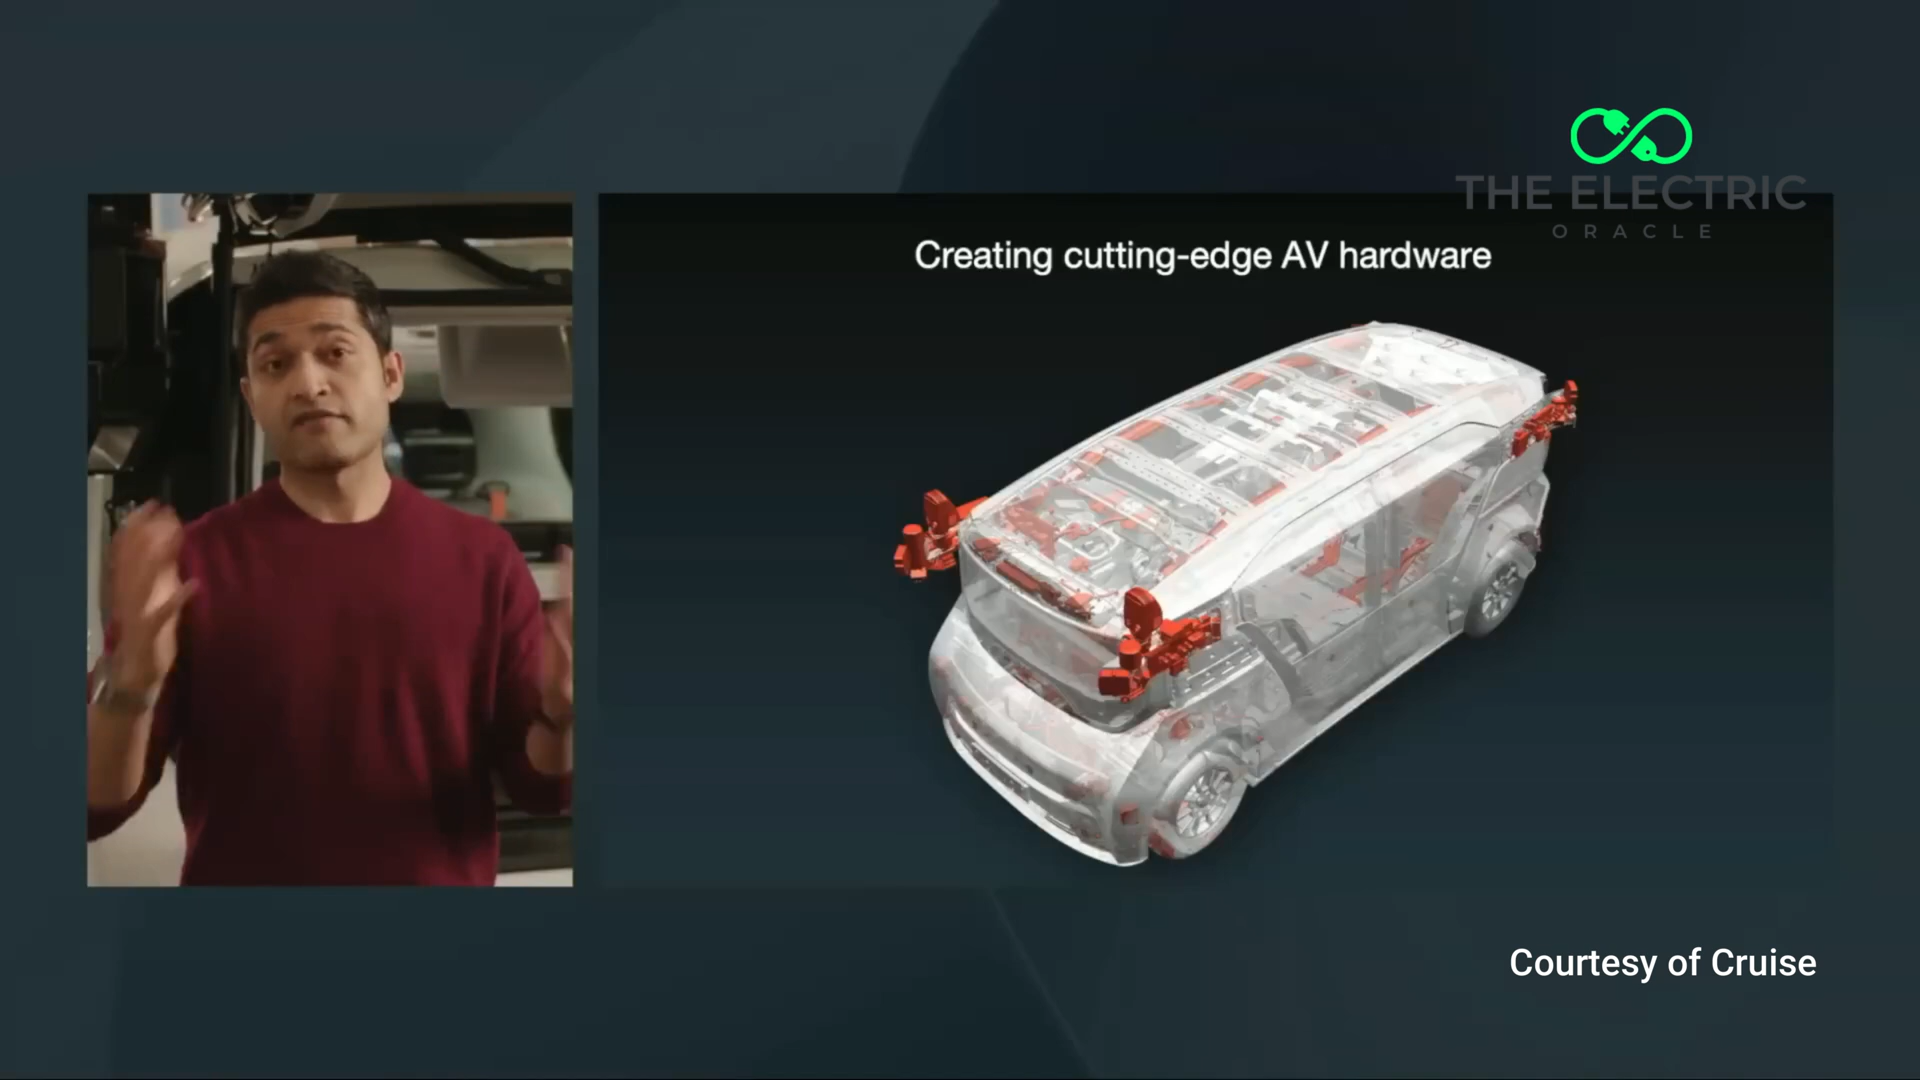 THE ELECTRIC
ORACLE
Creating cutting-edge AV hardware
Courtesy of Cruise